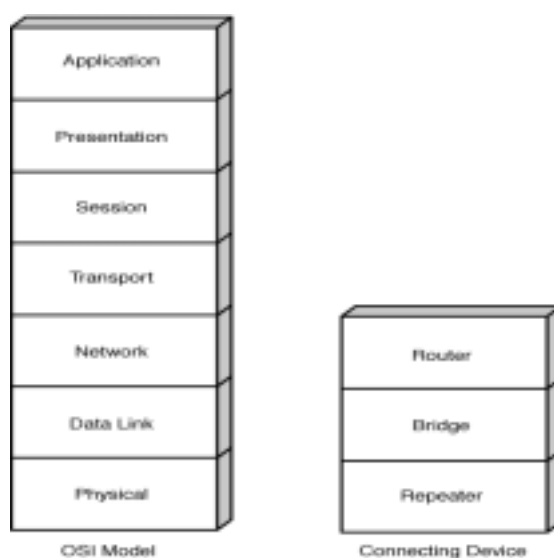 Application
Presentation
Session
Transport
Network
Data Link
Physical
OSI Model
Router
Bridge
Repeater
Connecting Device